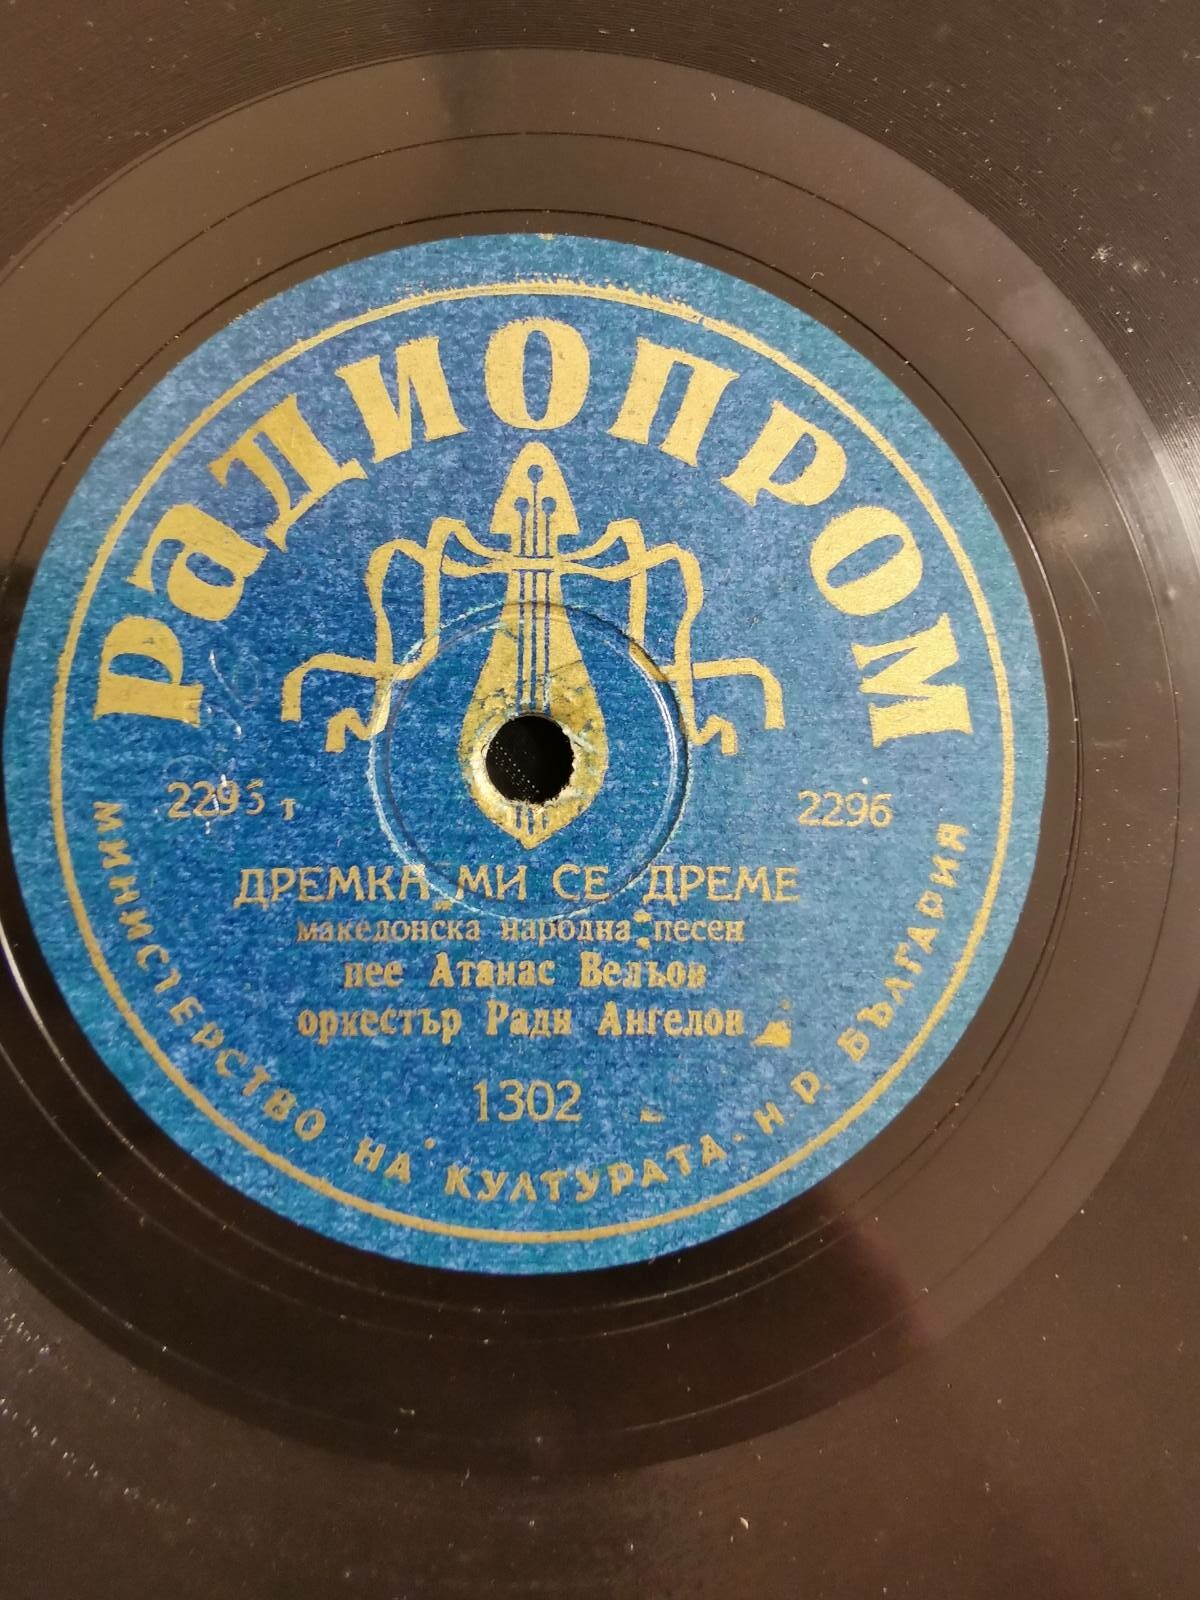 РАДИОПРОМ
2295 т
2296
ДРЕМКА МИ СЕ ДРЕМЕ
македонска народна песен
пее Атанас Вельов
оркестър Ради Ангелов
1302
МИНИСТЕРСТВО НА КУЛТУРАТА - Н. Р. БЪЛГАРИЯ